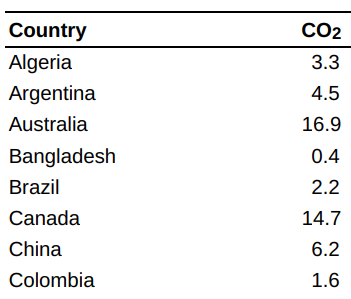 Country CO2
Algeria 3.3
Argentina 4.5
Australia 16.9
Bangladesh 0.4
Brazil 2.2
Canada 14.7
China 6.2
Colombia 1.6